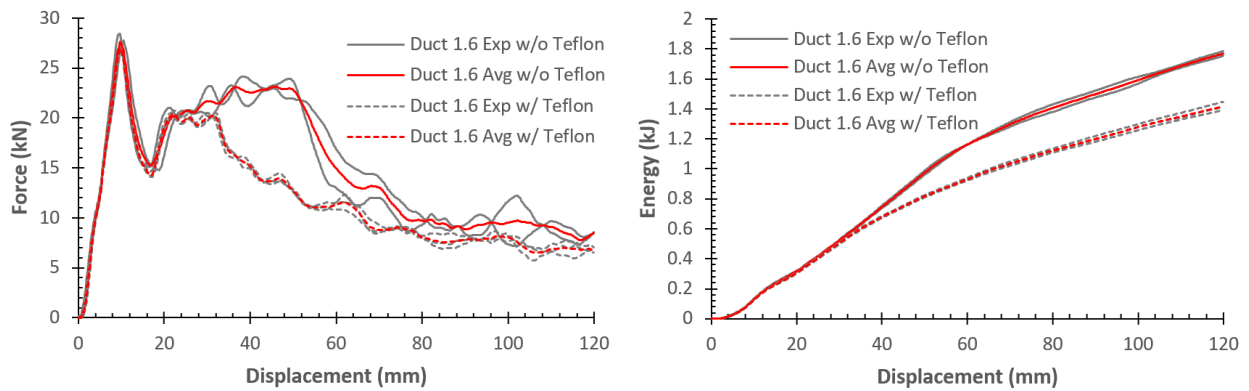 30
25
20
15
10
5
0
Force (kN)
0 20 40 60 80 100 120
Displacement (mm)
Duct 1.6 Exp w/o Teflon
Duct 1.6 Avg w/o Teflon
Duct 1.6 Exp w/ Teflon
Duct 1.6 Avg w/ Teflon
2
1.8
1.6
1.4
1.2
1
0.8
0.6
0.4
0.2
0
Energy (kJ)
0 20 40 60 80 100 120
Displacement (mm)
Duct 1.6 Exp w/o Teflon
Duct 1.6 Avg w/o Teflon
Duct 1.6 Exp w/ Teflon
Duct 1.6 Avg w/ Teflon